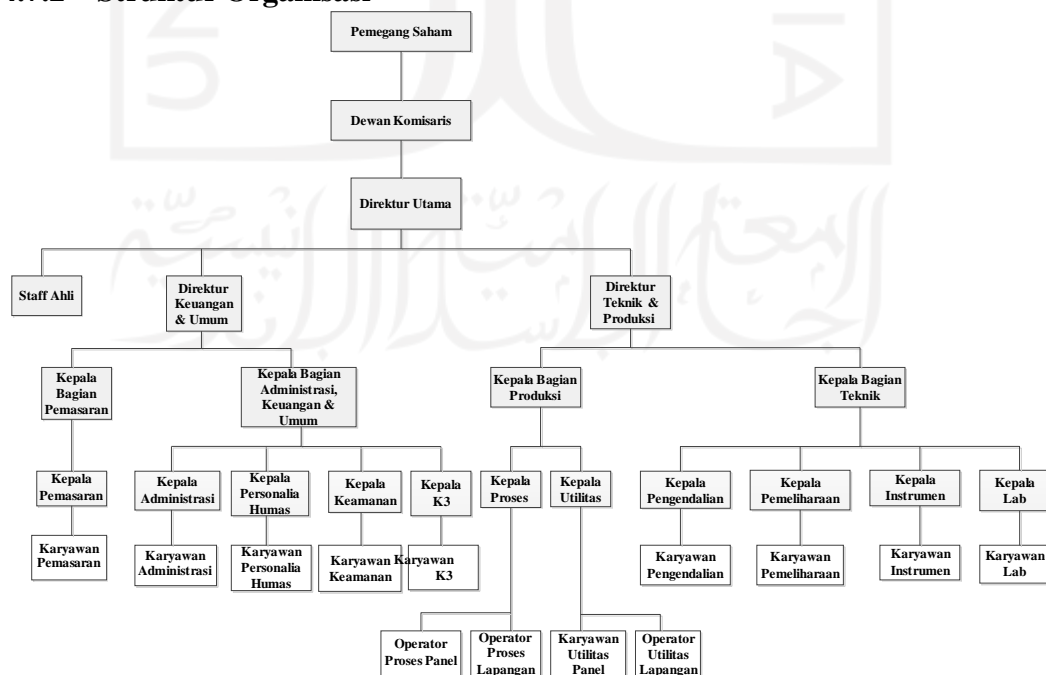 Struktur Organisasi
Pemegang Saham
Dewan Komisaris
Direktur Utama
Staff Ahli
Direktur
Keuangan
& Umum
Direktur
Teknik &
Produksi
Kepala
Bagian
Pemasaran
Kepala Bagian
Administrasi,
Keuangan &
Umum
Kepala Bagian
Produksi
Kepala Bagian
Teknik
Kepala
Pemasaran
Kepala
Administrasi
Kepala
Personalia
Humas
Kepala
Keamanan
Kepala
K3
Kepala
Proses
Kepala
Utilitas
Kepala
Pengendalian
Kepala
Pemeliharaan
Kepala
Instrumen
Kepala
Lab
Karyawan
Pemasaran
Karyawan
Administrasi
Karyawan
Personalia
Humas
Karyawan
Keamanan
Karyawan
K3
Karyawan
Pengendalian
Karyawan
Pemeliharaan
Karyawan
Instrumen
Karyawan
Lab
Operator
Proses Panel
Operator
Proses
Lapangan
Karyawan
Utilitas
Panel
Operator
Utilitas
Lapangan